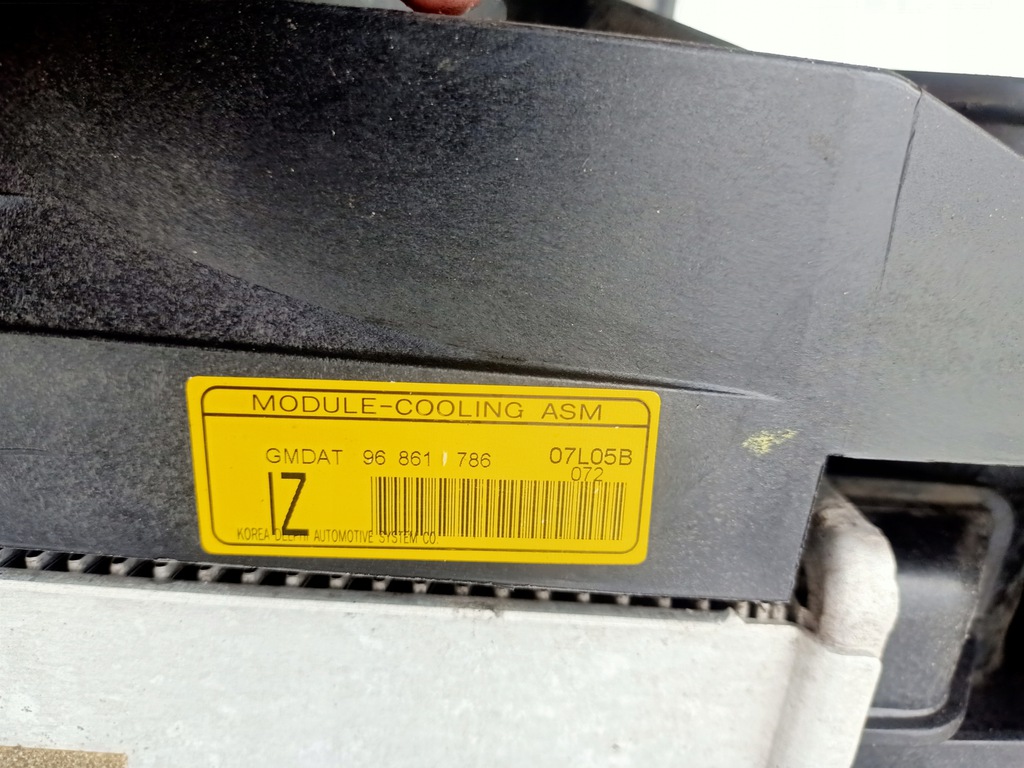 MODULE-COOLING ASM
GMDAT 96 861 786 07L05B
072
IZ
KOREA DELPHI AUTOMOTIVE SYSTEM CO.